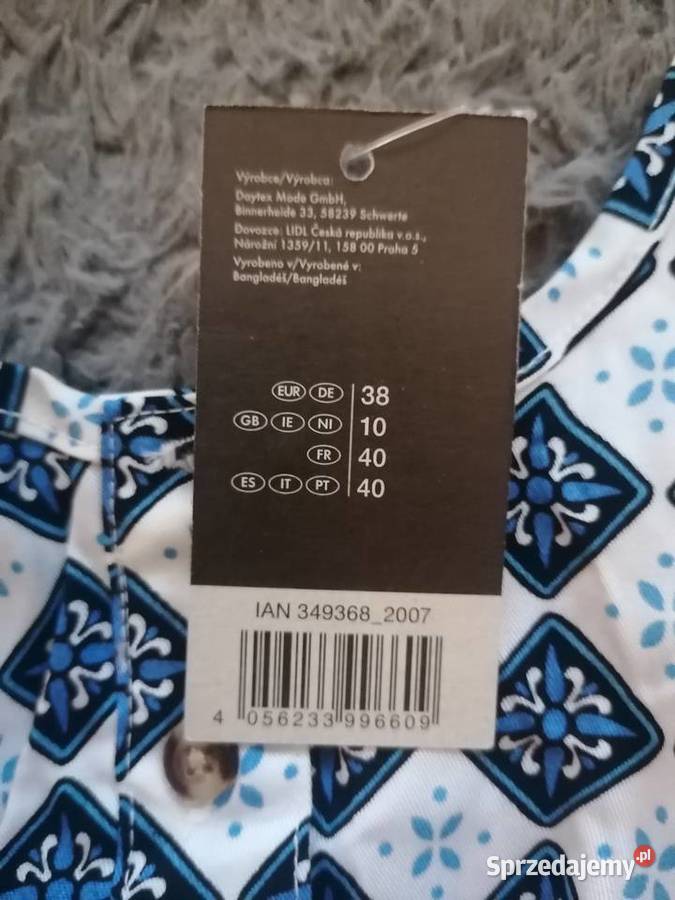 Výrobce/Výrobca:
Daytex Mode GmbH,
Binnerheide 33, 58239 Schwerte
Dovozce: LIDL Česká republika v.o.s.,
Nárožní 1359/11, 158 00 Praha 5
Vyrobeno v/Vyrobené v:
Bangladéš/Bangladéš
EUR DE 38
GB IE NI 10
FR 40
ES IT PT 40
IAN 349368_2007
4 056233 996609
Sprzedajemy.pl